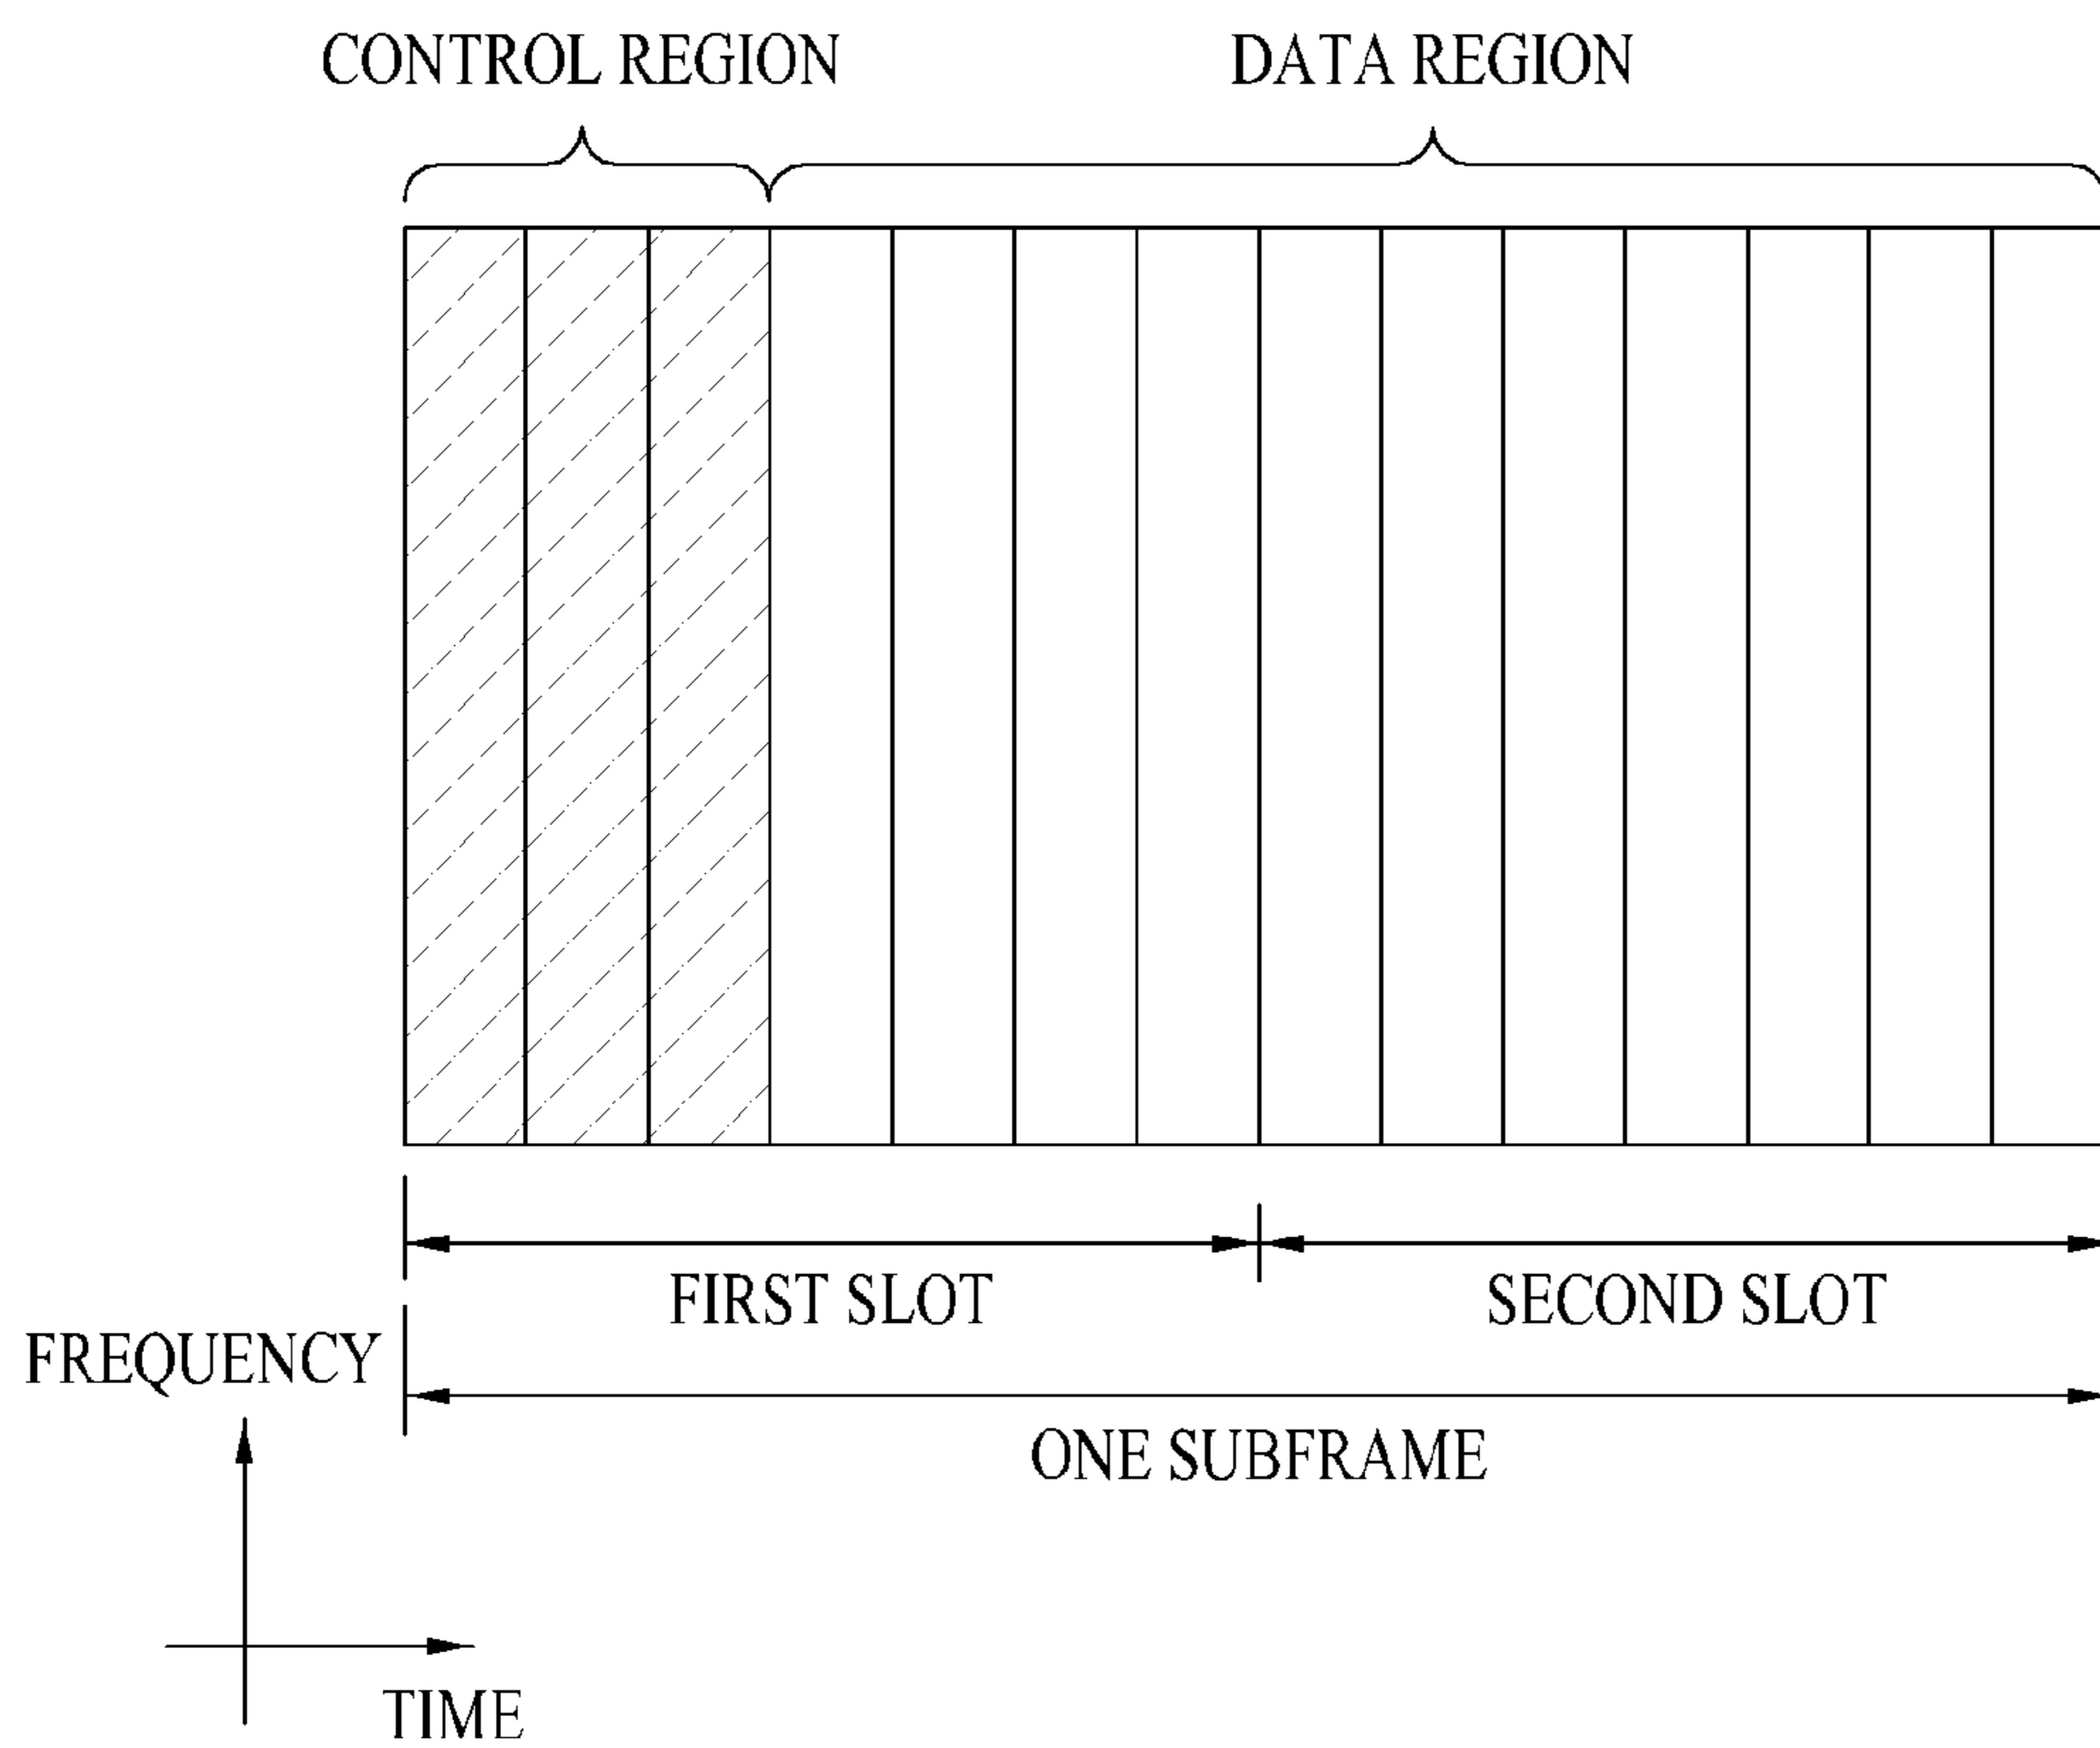 CONTROL REGION
DATA REGION
FIRST SLOT
SECOND SLOT
FREQUENCY
ONE SUBFRAME
TIME